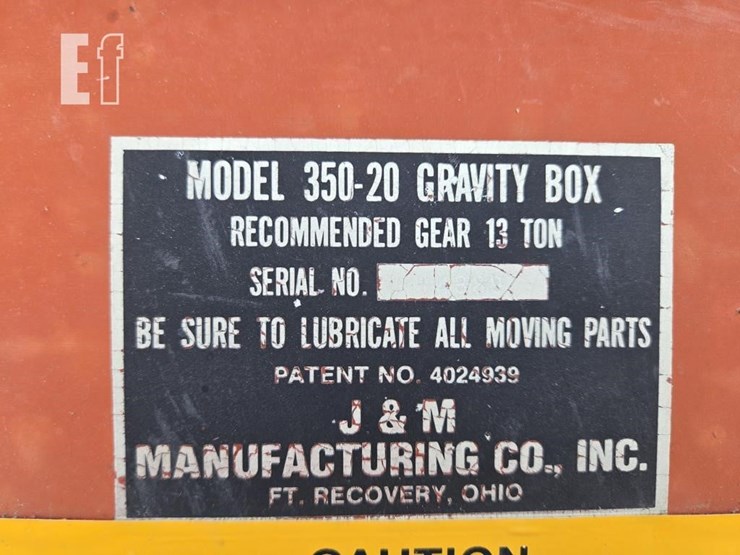 Ef
MODEL 350-20 GRAVITY BOX
RECOMMENDED GEAR 13 TON
SERIAL NO.
BE SURE TO LUBRICATE ALL MOVING PARTS
PATENT NO. 4024939
J & M
MANUFACTURING CO., INC.
FT. RECOVERY, OHIO
CAUTION